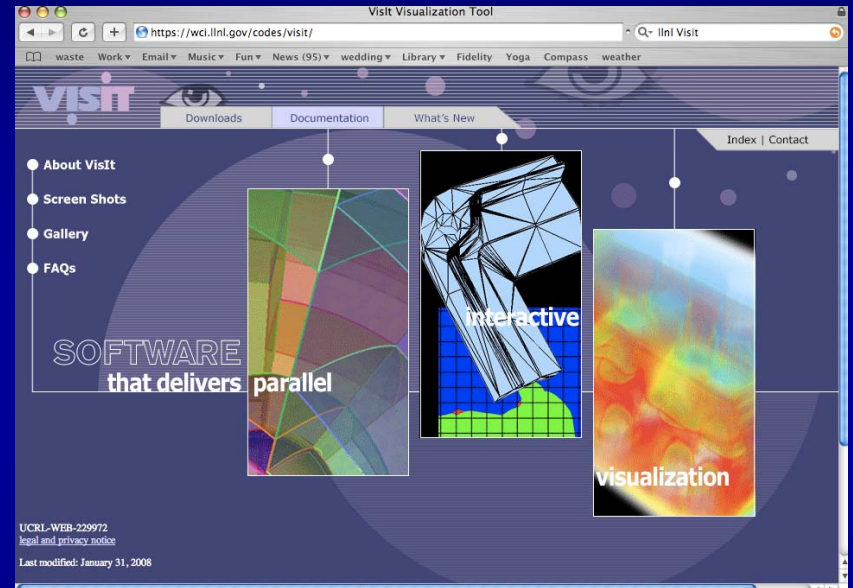 VisIt Visualization Tool
https://wci.llnl.gov/codes/visit/
llnl Visit
waste Work Email Music Fun News (95) wedding Library Fidelity Yoga Compass weather
VISIT
Downloads Documentation What's New
Index | Contact
About VisIt
Screen Shots
Gallery
FAQs
interactive
SOFTWARE
that delivers parallel
visualization
UCRL-WEB-229972
legal and privacy notice
Last modified: January 31, 2008